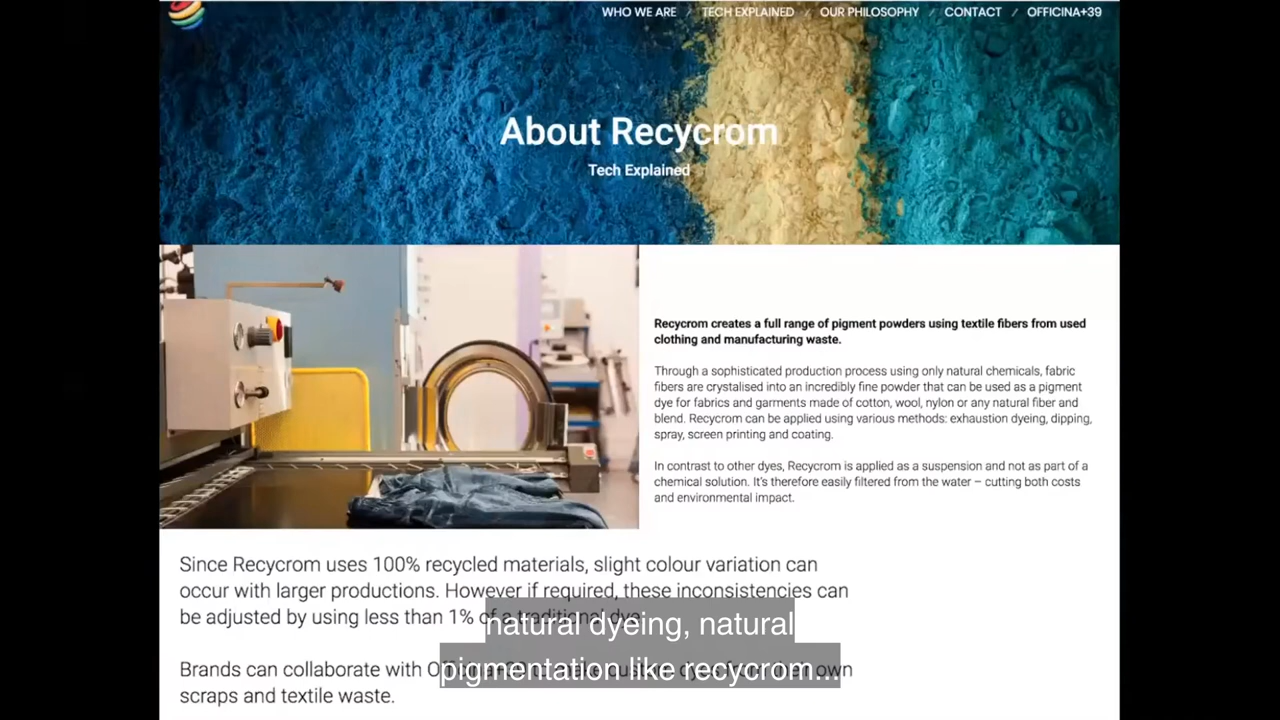 WHO WE ARE / TECH EXPLAINED / OUR PHILOSOPHY / CONTACT / OFFICINA+39
About Recycrom
Tech Explained
Recycrom creates a full range of pigment powders using textile fibers from used
clothing and manufacturing waste.
Through a sophisticated production process using only natural chemicals, fabric
fibers are crystalised into an incredibly fine powder that can be used as a pigment
dye for fabrics and garments made of cotton, wool, nylon or any natural fiber and
blend. Recycrom can be applied using various methods: exhaustion dyeing, dipping,
spray, screen printing and coating.
In contrast to other dyes, Recycrom is applied as a suspension and not as part of a
chemical solution. It's therefore easily filtered from the water – cutting both costs
and environmental impact.
Since Recycrom uses 100% recycled materials, slight colour variation can
occur with larger productions. However if required, these inconsistencies can
be adjusted by using less than 1% of a traditional dye
natural dyeing, natural
Brands can collaborate with own
pigmentation like recycrom...
scraps and textile waste.